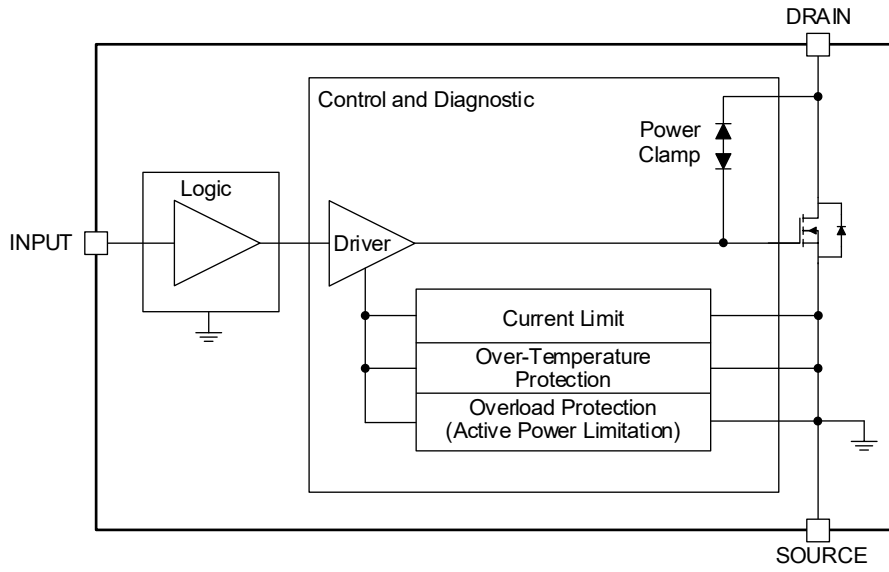 DRAIN
Control and Diagnostic
Power
Clamp
Logic
INPUT
Driver
Current Limit
Over-Temperature
Protection
Overload Protection
(Active Power Limitation)
SOURCE